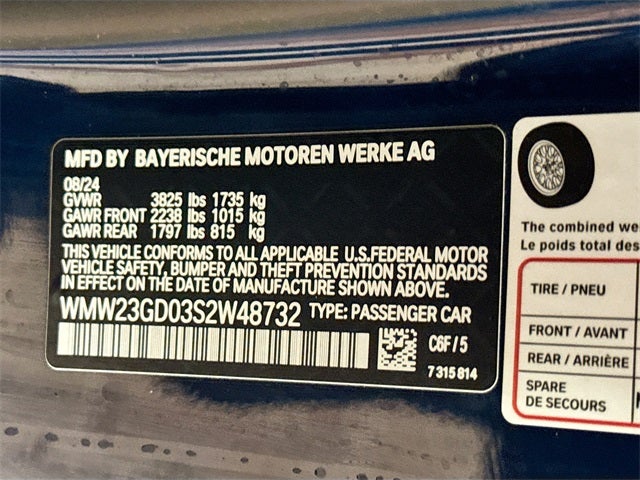 MFD BY BAYERISCHE MOTOREN WERKE AG
08/24
GVWR 3825 lbs 1735 kg
GAWR FRONT 2238 lbs 1015 kg
GAWR REAR 1797 lbs 815 kg
THIS VEHICLE CONFORMS TO ALL APPLICABLE U.S.FEDERAL MOTOR
VEHICLE SAFETY, BUMPER AND THEFT PREVENTION STANDARDS
IN EFFECT ON THE DATE OF MANUFACTURE SHOWN ABOVE.
WMW23GD03S2W48732 TYPE: PASSENGER CAR
C6F/5
7 315 814
The combined we
Le poids total des
TIRE / PNEU
FRONT / AVANT
REAR / ARRIÈRE
SPARE
DE SECOURS